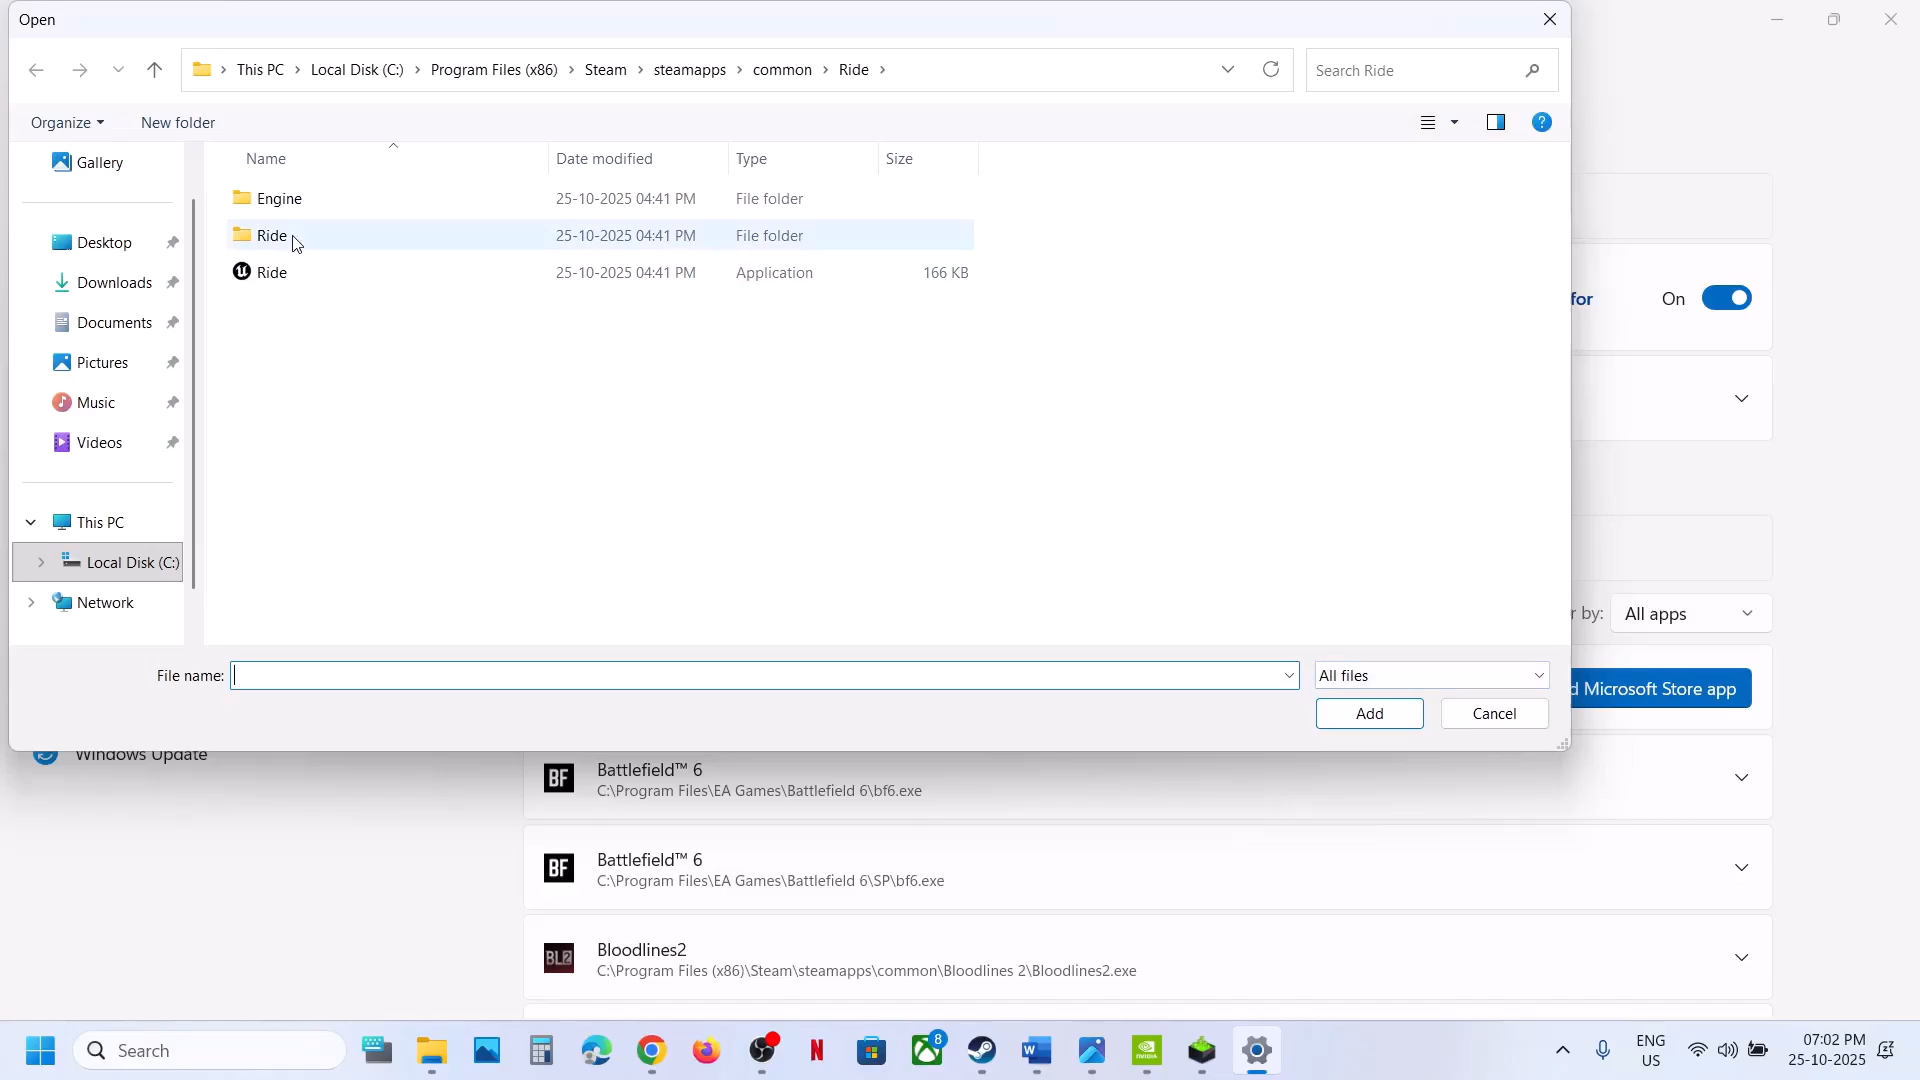 Open
This PC > Local Disk (C:) > Program Files (x86) > Steam > steamapps > common > Ride >
Search Ride
Organize
New folder
?
Gallery
Desktop
Downloads
Documents
Pictures
Music
Videos
This PC
Local Disk (C:)
Network
Name Date modified Type Size
Engine 25-10-2025 04:41 PM File folder
Ride 25-10-2025 04:41 PM File folder
Ride 25-10-2025 04:41 PM Application 166 KB
File name:
All files
Add
Cancel
for
On
r by:
All apps
d Microsoft Store app
Windows Update
BF
Battlefield™ 6
C:\Program Files\EA Games\Battlefield 6\bf6.exe
BF
Battlefield™ 6
C:\Program Files\EA Games\Battlefield 6\SP\bf6.exe
BL2
Bloodlines2
C:\Program Files (x86)\Steam\steamapps\common\Bloodlines 2\Bloodlines2.exe
Search
N
8
W
NVIDIA
ENG
US
07:02 PM
25-10-2025